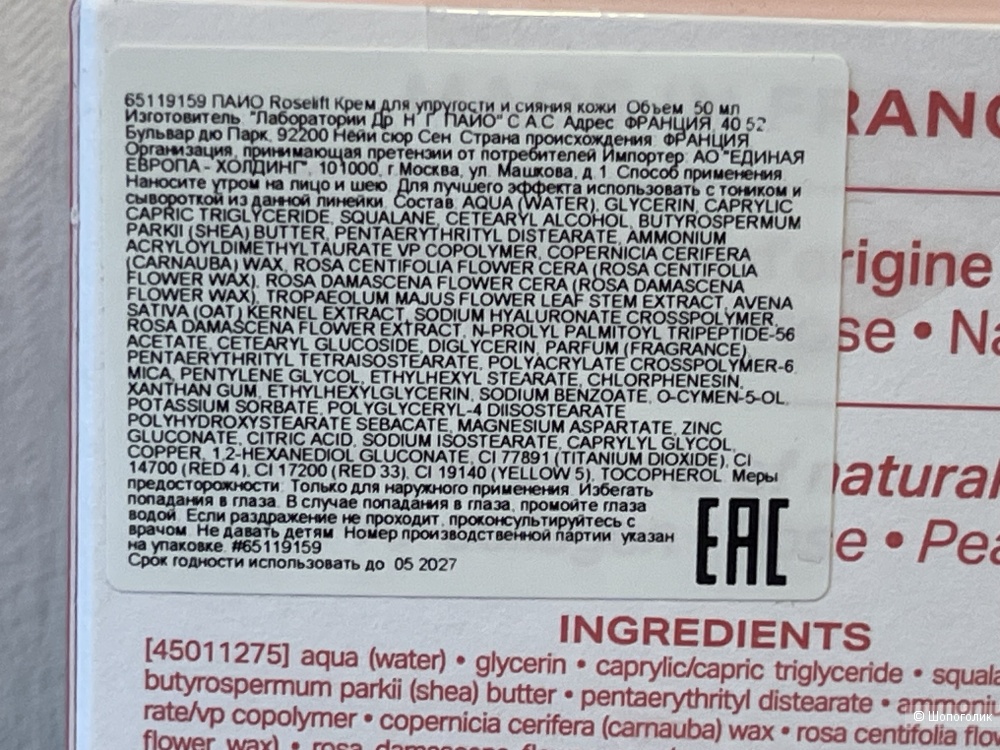 65119159 ПАЙО Roselift Крем для упругости и сияния кожи Объем 50 мл
Изготовитель "Лаборатории Др Н Г ПАЙО" С.А.С Адрес ФРАНЦИЯ, 40 52
Бульвар дю Парк, 92200 Нейи сюр Сен Страна происхождения ФРАНЦИЯ
Организация, принимающая претензии от потребителей Импортер АО "ЕДИНАЯ
ЕВРОПА - ХОЛДИНГ", 101000, г.Москва, ул. Машкова, д 1 Способ применения
Наносите утром на лицо и шею. Для лучшего эффекта использовать с тоником и
сывороткой из данной линейки. Состав AQUA (WATER), GLYCERIN, CAPRYLIC
CAPRIC TRIGLYCERIDE, SQUALANE, CETEARYL ALCOHOL, BUTYROSPERMUM
PARKII (SHEA) BUTTER, PENTAERYTHRITYL DISTEARATE, AMMONIUM
ACRYLOYLDIMETHYLTAURATE VP COPOLYMER, COPERNICIA CERIFERA
(CARNAUBA) WAX, ROSA CENTIFOLIA FLOWER CERA (ROSA CENTIFOLIA
FLOWER WAX), ROSA DAMASCENA FLOWER CERA (ROSA DAMASCENA
FLOWER WAX), TROPAEOLUM MAJUS FLOWER LEAF STEM EXTRACT, AVENA
SATIVA (OAT) KERNEL EXTRACT, SODIUM HYALURONATE CROSSPOLYMER,
ROSA DAMASCENA FLOWER EXTRACT, N-PROLYL PALMITOYL TRIPEPTIDE-56
ACETATE, CETEARYL GLUCOSIDE, DIGLYCERIN, PARFUM (FRAGRANCE),
PENTAERYTHRITYL TETRAISOSTEARATE, POLYACRYLATE CROSSPOLYMER-6,
MICA, PENTYLENE GLYCOL, ETHYLHEXYL STEARATE, CHLORPHENESIN,
XANTHAN GUM, ETHYLHEXYLGLYCERIN, SODIUM BENZOATE, O-CYMEN-5-OL,
POTASSIUM SORBATE, POLYGLYCERYL-4 DIISOSTEARATE
POLYHYDROXYSTEARATE SEBACATE, MAGNESIUM ASPARTATE, ZINC
GLUCONATE, CITRIC ACID, SODIUM ISOSTEARATE, CAPRYLYL GLYCOL,
COPPER, 1,2-HEXANEDIOL GLUCONATE, CI 77891 (TITANIUM DIOXIDE), CI
14700 (RED 4), CI 17200 (RED 33), CI 19140 (YELLOW 5), TOCOPHEROL Меры
предосторожности: Только для наружного применения. Избегать
попадания в глаза. В случае попадания в глаза, промойте глаза
водой. Если раздражение не проходит, проконсультируйтесь с
врачом. Не давать детям. Номер производственной партии указан
на упаковке. #65119159
Срок годности использовать до 05 2027
EAC
RANG
rigine
se • Na
natural
e • Pea
INGREDIENTS
[45011275] aqua (water) • glycerin • caprylic/capric triglyceride • squala
butyrospermum parkii (shea) butter • pentaerythrityl distearate • ammoniu
rate/vp copolymer • copernicia cerifera (carnauba) wax • rosa centifolia flow
flower wax) • rosa damascena
© Шопоголик